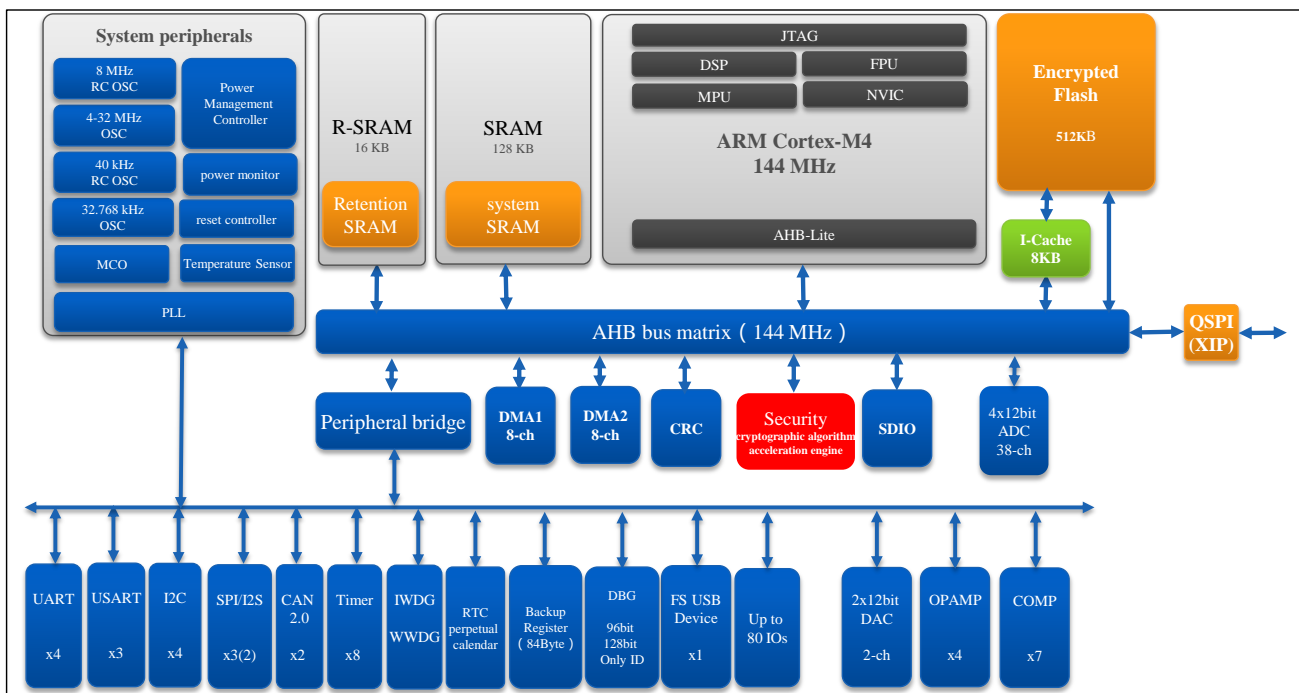 System peripherals
8 MHz
RC OSC
4-32 MHz
OSC
40 kHz
RC OSC
32.768 kHz
OSC
MCO
Power
Management
Controller
power monitor
reset controller
Temperature Sensor
PLL
R-SRAM
16 KB
Retention
SRAM
SRAM
128 KB
system
SRAM
JTAG
DSP
FPU
MPU
NVIC
ARM Cortex-M4
144 MHz
AHB-Lite
Encrypted
Flash
512KB
I-Cache
8KB
AHB bus matrix ( 144 MHz )
QSPI
(XIP)
Peripheral bridge
DMA1
8-ch
DMA2
8-ch
CRC
Security
cryptographic algorithm
acceleration engine
SDIO
4x12bit
ADC
38-ch
UART
x4
USART
x3
I2C
x4
SPI/I2S
x3(2)
CAN
2.0
x2
Timer
x8
IWDG
WWDG
RTC
perpetual
calendar
Backup
Register
( 84Byte )
DBG
96bit
128bit
Only ID
FS USB
Device
x1
Up to
80 IOs
2x12bit
DAC
2-ch
OPAMP
x4
COMP
x7